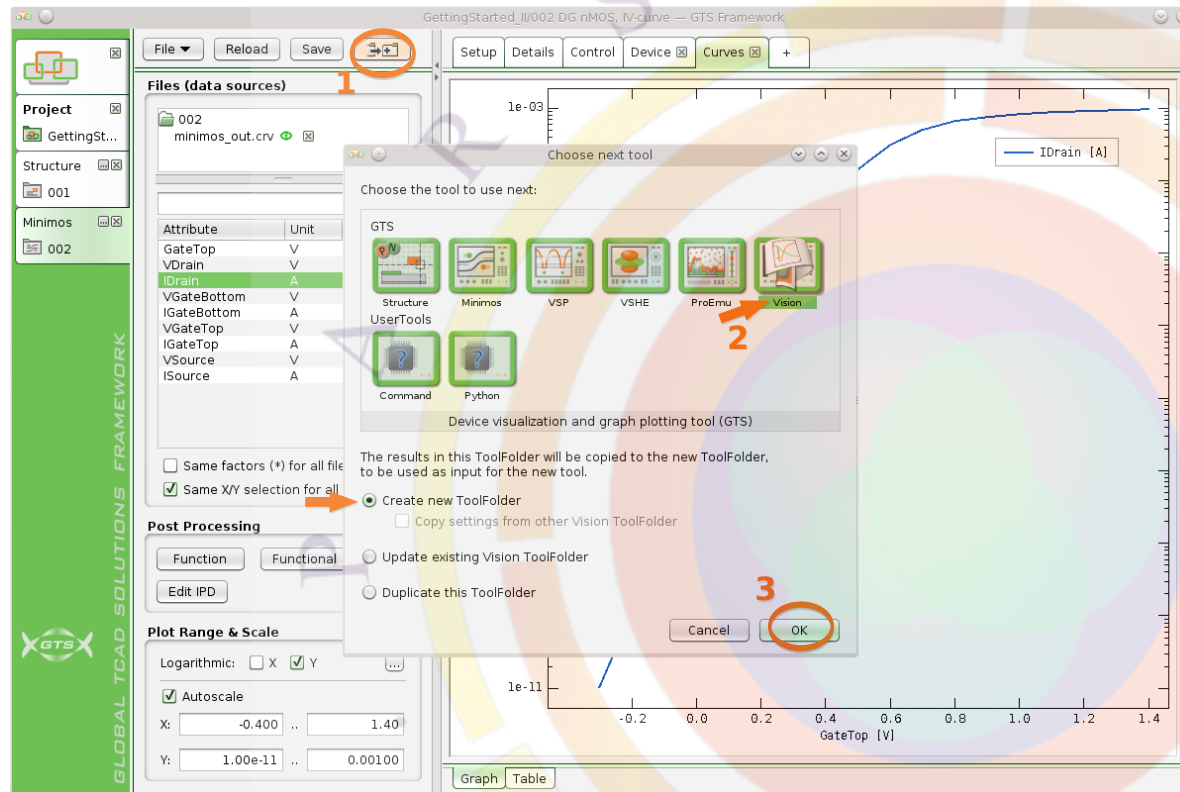 GettingStarted_II/002 DG nMOS, IV-curve — GTS Framework
File Reload Save
1
Setup Details Control Device Curves +
Project
GettingSt...
Structure
001
Minimos
002
GLOBAL TCAD SOLUTIONS FRAMEWORK
GTS
Files (data sources)
002
minimos_out.crv
Attribute Unit
GateTop V
VDrain V
IDrain A
VGateBottom V
IGateBottom A
VGateTop V
IGateTop A
VSource V
ISource A
Same factors (*) for all file
Same X/Y selection for all
Post Processing
Function Functional
Edit IPD
Plot Range & Scale
Logarithmic: X Y ...
Autoscale
X: -0.400 .. 1.40
Y: 1.00e-11 .. 0.00100
Choose next tool
Choose the tool to use next:
GTS
Structure Minimos VSP VSHE ProEmu Vision
2
UserTools
Command Python
Device visualization and graph plotting tool (GTS)
The results in this ToolFolder will be copied to the new ToolFolder,
to be used as input for the new tool.
Create new ToolFolder
Copy settings from other Vision ToolFolder
Update existing Vision ToolFolder
Duplicate this ToolFolder
3
Cancel OK
1e-03
IDrain [A]
1e-11
-0.2 0.0 0.2 0.4 0.6 0.8 1.0 1.2 1.4
GateTop [V]
Graph Table